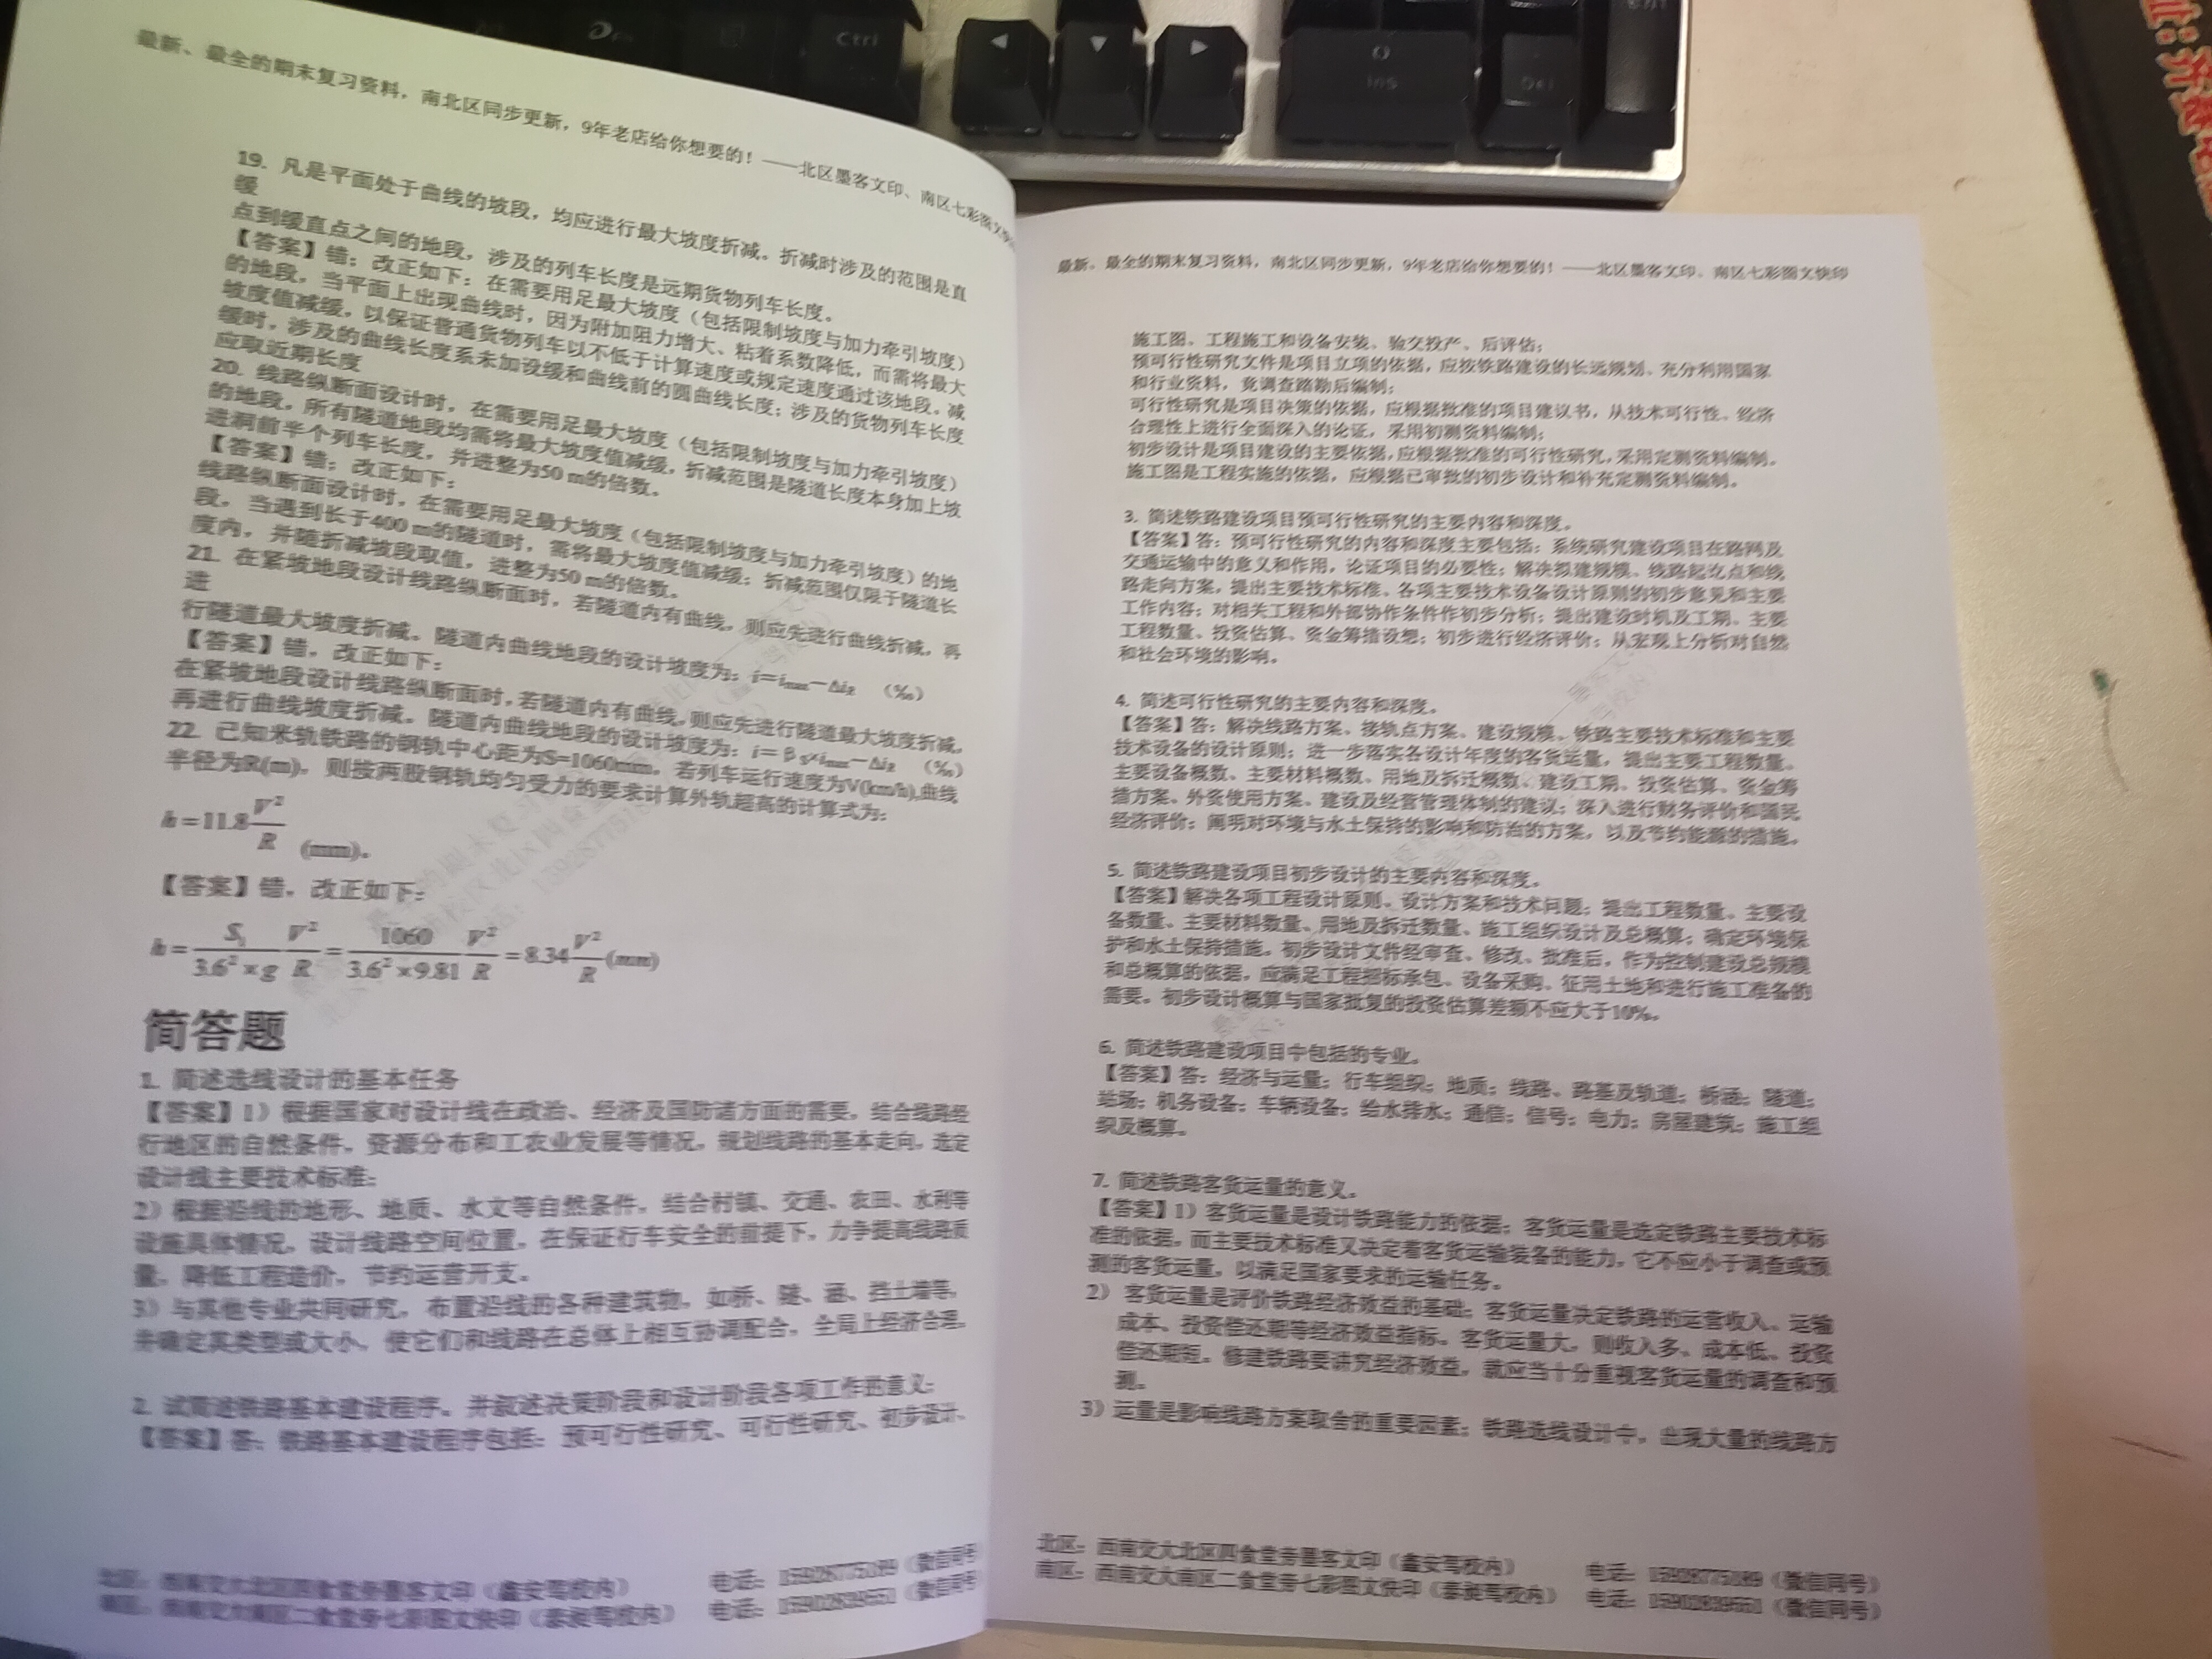 最新、最全的期末复习资料，南北区同步更新，9年老店给你想要的！——北区墨客文印、南区七彩图文
19. 凡是平面处于曲线的坡段，均应进行最大坡度折减。折减时涉及的范围是直
缓
点到缓直点之间的地段，涉及的列车长度是远期货物列车长度。
【答案】错；改正如下：在需要用足最大坡度（包括限制坡度与加力牵引坡度）
的地段，当平面上出现曲线时，因为附加阻力增大、粘着系数降低，而需将最大
坡度值减缓，以保证普通货物列车以不低于计算速度或规定速度通过该地段。减
缓时，涉及的曲线长度系未加设缓和曲线前的圆曲线长度；涉及的货物列车长度
应取近期长度
20. 线路纵断面设计时，在需要用足最大坡度（包括限制坡度与加力牵引坡度）
的地段，所有隧道地段均需将最大坡度值减缓，折减范围是隧道长度本身加上坡
进洞前半个列车长度，并进整为50 m的倍数。
【答案】错；改正如下：
线路纵断面设计时，在需要用足最大坡度（包括限制坡度与加力牵引坡度）的地
段，当遇到长于400 m的隧道时，需将最大坡度值减缓；折减范围仅限于隧道长
度内，并随折减坡段取值，进整为50 m的倍数。
21. 在紧坡地段设计线路纵断面时，若隧道内有曲线，则应先进行曲线折减，再
进
行隧道最大坡度折减。隧道内曲线地段的设计坡度为：i=imax−ΔiR （‰）
【答案】错，改正如下：
在紧坡地段设计线路纵断面时，若隧道内有曲线，则应先进行隧道最大坡度折减，
再进行曲线坡度折减。隧道内曲线地段的设计坡度为：i=βs×imax−ΔiR （‰）
22. 已知米轨铁路的钢轨中心距为S=1060mm。若列车运行速度为V(km/h),曲线
半径为R(m)，则按两股钢轨均匀受力的要求计算外轨超高的计算式为：
h=11.8 V²/R （mm）。
【答案】错，改正如下：
h = S₁/(3.6²×g) V²/R = 1060/(3.6²×9.81) V²/R = 8.34 V²/R (mm)
简答题
1. 简述选线设计的基本任务
【答案】1）根据国家对设计线在政治、经济及国防诸方面的需要，结合线路经
行地区的自然条件，资源分布和工农业发展等情况，规划线路的基本走向，选定
设计线主要技术标准；
2）根据沿线的地形、地质、水文等自然条件，结合村镇、交通、农田、水利等
设施具体情况，设计线路空间位置，在保证行车安全的前提下，力争提高线路质
量，降低工程造价，节约运营开支。
3）与其他专业共同研究，布置沿线的各种建筑物，如桥、隧、涵、挡土墙等，
并确定其类型或大小，使它们和线路在总体上相互协调配合，全局上经济合理。
2. 试简述铁路基本建设程序。并叙述决策阶段和设计阶段各项工作的意义；
【答案】答：铁路基本建设程序包括：预可行性研究、可行性研究、初步设计、
北区：西南交大北区四食堂旁墨客文印（鑫安驾校内） 电话：15928775189（微信同号）
南区：西南交大南区二食堂旁七彩图文快印（泰昶驾校内） 电话：（微信同号）
最新、最全的期末复习资料，南北区同步更新，9年老店给你想要的！——北区墨客文印、南区七彩图文快印
施工图、工程施工和设备安装、验交投产、后评估；
预可行性研究文件是项目立项的依据，应按铁路建设的长远规划、充分利用国家
和行业资料，竟调查踏勘后编制；
可行性研究是项目决策的依据，应根据批准的项目建议书，从技术可行性、经济
合理性上进行全面深入的论证，采用初测资料编制；
初步设计是项目建设的主要依据，应根据批准的可行性研究，采用定测资料编制。
施工图是工程实施的依据，应根据已审批的初步设计和补充定测资料编制。
3. 简述铁路建设项目预可行性研究的主要内容和深度。
【答案】答：预可行性研究的内容和深度主要包括：系统研究建设项目在路网及
交通运输中的意义和作用，论证项目的必要性；解决拟建规模、线路起讫点和线
路走向方案，提出主要技术标准、各项主要技术设备设计原则的初步意见和主要
工作内容；对相关工程和外部协作条件作初步分析；提出建设时机及工期、主要
工程数量、投资估算、资金筹措设想；初步进行经济评价；从宏观上分析对自然
和社会环境的影响。
4. 简述可行性研究的主要内容和深度。
【答案】答：解决线路方案、接轨点方案、建设规模、铁路主要技术标准和主要
技术设备的设计原则；进一步落实各设计年度的客货运量，提出主要工程数量、
主要设备概数、主要材料概数、用地及拆迁概数、建设工期、投资估算、资金筹
措方案、外资使用方案、建设及经营管理体制的建议；深入进行财务评价和国民
经济评价；阐明对环境与水土保持的影响和防治的方案，以及节约能源的措施。
5. 简述铁路建设项目初步设计的主要内容和深度。
【答案】解决各项工程设计原则、设计方案和技术问题；提出工程数量、主要设
备数量、主要材料数量、用地及拆迁数量、施工组织设计及总概算；确定环境保
护和水土保持措施。初步设计文件经审查、修改、批准后，作为控制建设总规模
和总概算的依据，应满足工程招标承包、设备采购、征用土地和进行施工准备的
需要。初步设计概算与国家批复的投资估算差额不应大于10%。
6. 简述铁路建设项目中包括的专业。
【答案】答：经济与运量；行车组织；地质；线路、路基及轨道；桥涵；隧道；
站场；机务设备；车辆设备；给水排水；通信；信号；电力；房屋建筑；施工组
织及概算。
7. 简述铁路客货运量的意义。
【答案】1）客货运量是设计铁路能力的依据；客货运量是选定铁路主要技术标
准的依据，而主要技术标准又决定着客货运输装备的能力，它不应小于调查或预
测的客货运量，以满足国家要求的运输任务。
2） 客货运量是评价铁路经济效益的基础；客货运量决定铁路的运营收入、运输
成本、投资偿还期等经济效益指标。客货运量大，则收入多、成本低、投资
偿还期短。修建铁路要讲究经济效益，就应当十分重视客货运量的调查和预
测。
3）运量是影响线路方案取舍的重要因素；铁路选线设计中，出现大量的线路方
北区：西南交大北区四食堂旁墨客文印（鑫安驾校内） 电话：15928775189（微信同号）
南区：西南交大南区二食堂旁七彩图文快印（泰昶驾校内） 电话：（微信同号）
Ctrl
Ins
Del